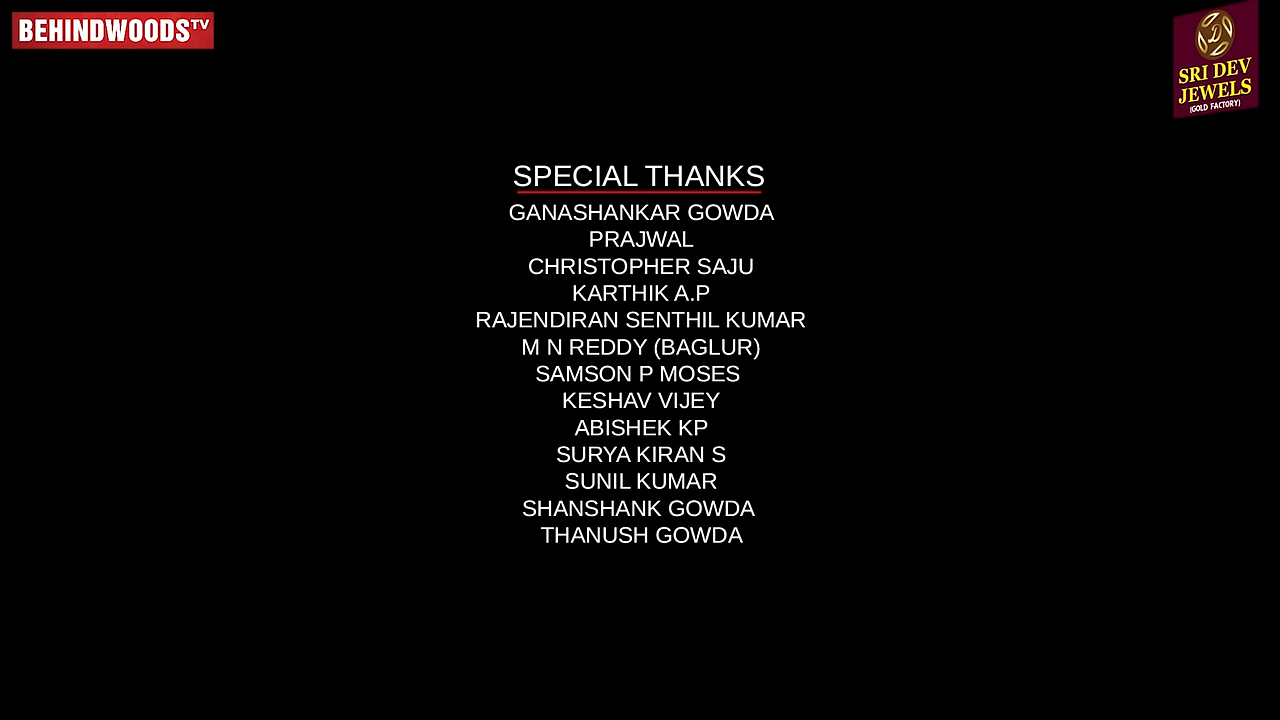 BEHINDWOODS TV
SRI DEV
JEWELS
(GOLD FACTORY)
SPECIAL THANKS
GANASHANKAR GOWDA
PRAJWAL
CHRISTOPHER SAJU
KARTHIK A.P
RAJENDIRAN SENTHIL KUMAR
M N REDDY (BAGLUR)
SAMSON P MOSES
KESHAV VIJEY
ABISHEK KP
SURYA KIRAN S
SUNIL KUMAR
SHANSHANK GOWDA
THANUSH GOWDA